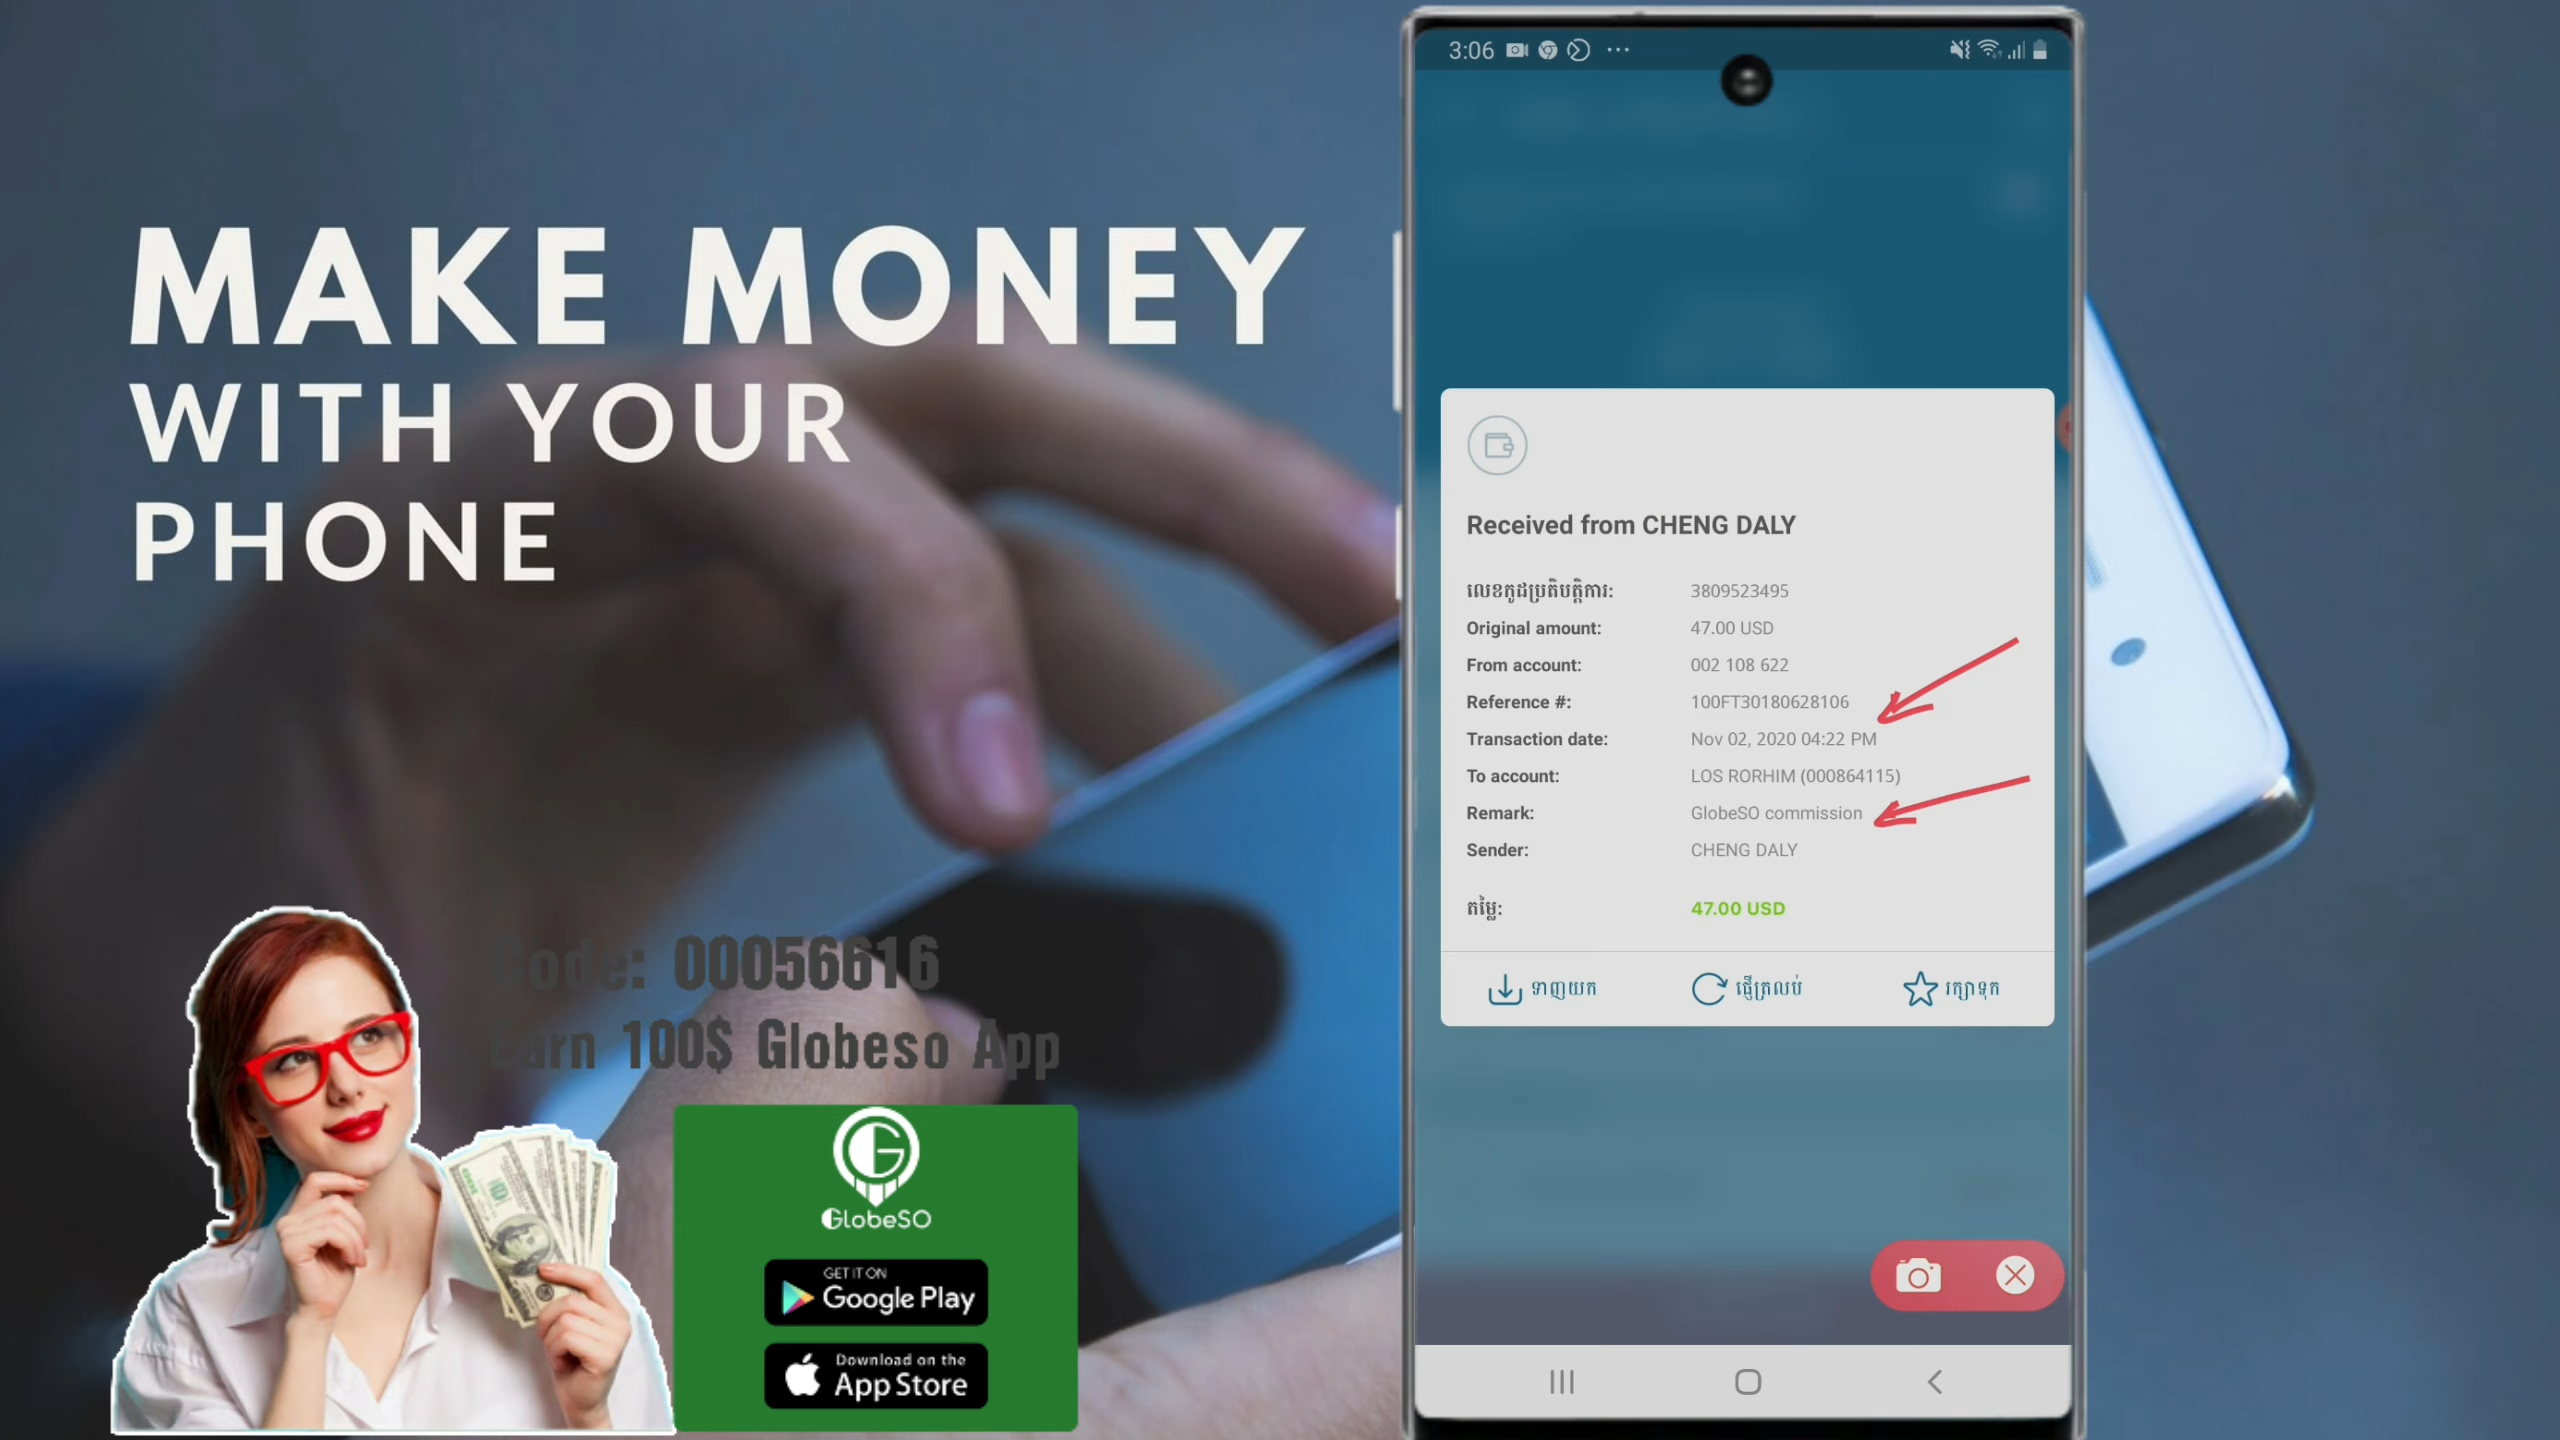 MAKE MONEY
WITH YOUR
PHONE
Code: 00056616
Earn 100$ Globeso App
GlobeSO
GET IT ON
Google Play
Download on the
App Store
3:06
Received from CHENG DALY
លេខកូដប្រតិបត្តិការ: 3809523495
Original amount: 47.00 USD
From account: 002 108 622
Reference #: 100FT30180628106
Transaction date: Nov 02, 2020 04:22 PM
To account: LOS RORHIM (000864115)
Remark: GlobeSO commission
Sender: CHENG DALY
តម្លៃ: 47.00 USD
ទាញយក ផ្ញើត្រលប់ រក្សាទុក